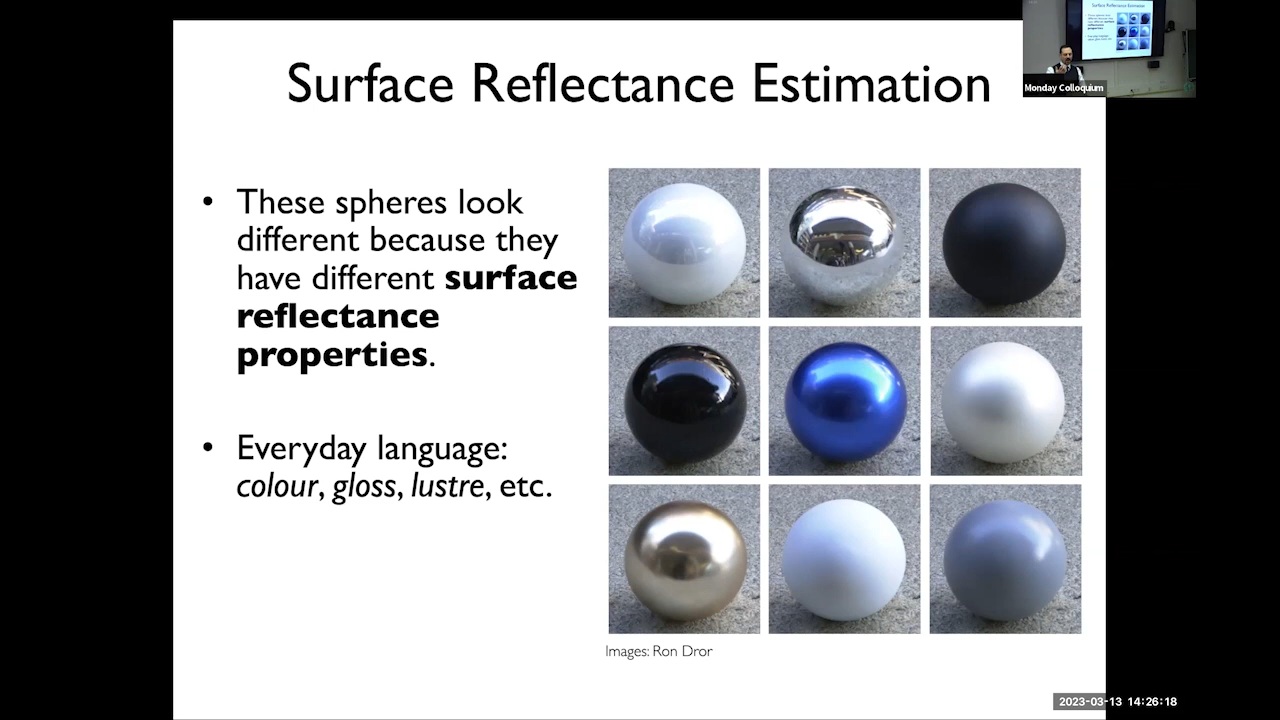 Surface Reflectance Estimation
Monday Colloquium
• These spheres look
different because they
have different surface
reflectance
properties.
• Everyday language:
colour, gloss, lustre, etc.
Images: Ron Dror
2023-03-13 14:26:18